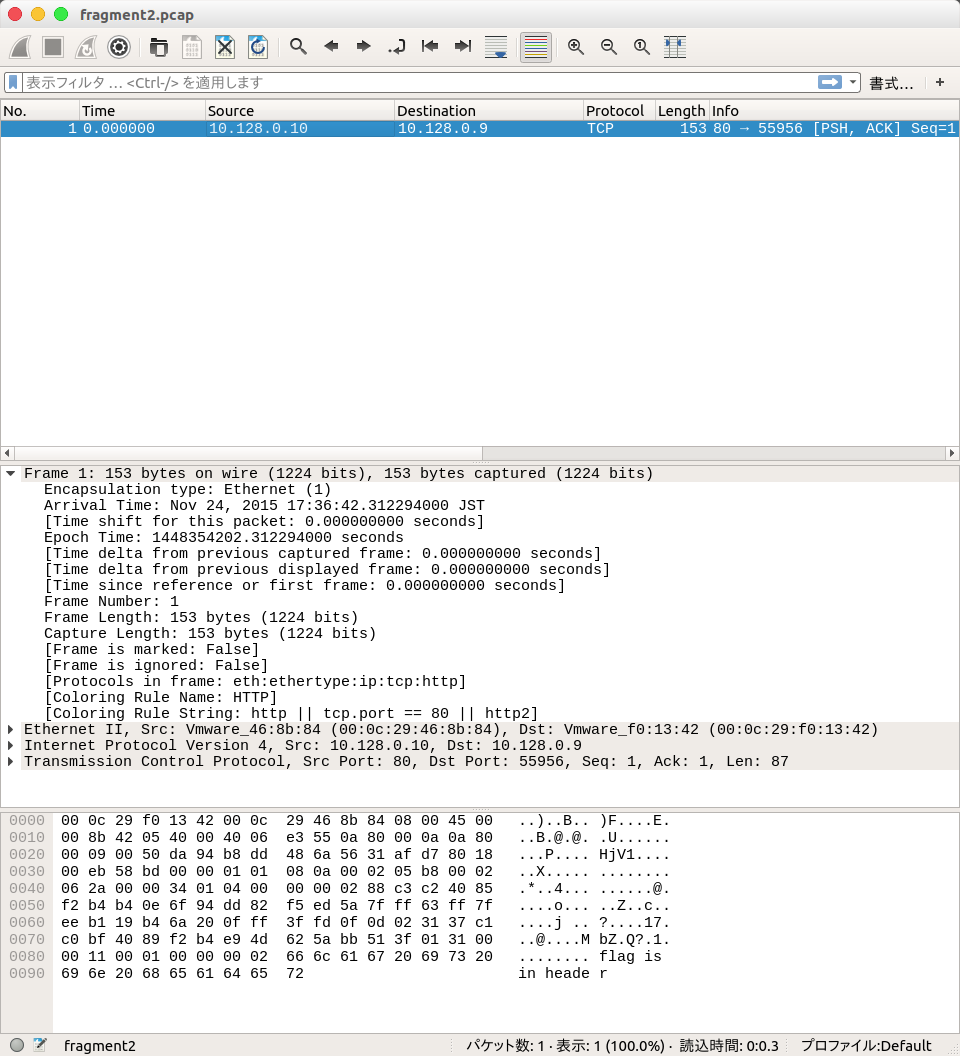 fragment2.pcap
表示フィルタ … <Ctrl-/> を適用します 書式… +
No. Time Source Destination Protocol Length Info
1 0.000000 10.128.0.10 10.128.0.9 TCP 153 80 → 55956 [PSH, ACK] Seq=1
Frame 1: 153 bytes on wire (1224 bits), 153 bytes captured (1224 bits)
Encapsulation type: Ethernet (1)
Arrival Time: Nov 24, 2015 17:36:42.312294000 JST
[Time shift for this packet: 0.000000000 seconds]
Epoch Time: 1448354202.312294000 seconds
[Time delta from previous captured frame: 0.000000000 seconds]
[Time delta from previous displayed frame: 0.000000000 seconds]
[Time since reference or first frame: 0.000000000 seconds]
Frame Number: 1
Frame Length: 153 bytes (1224 bits)
Capture Length: 153 bytes (1224 bits)
[Frame is marked: False]
[Frame is ignored: False]
[Protocols in frame: eth:ethertype:ip:tcp:http]
[Coloring Rule Name: HTTP]
[Coloring Rule String: http || tcp.port == 80 || http2]
Ethernet II, Src: Vmware_46:8b:84 (00:0c:29:46:8b:84), Dst: Vmware_f0:13:42 (00:0c:29:f0:13:42)
Internet Protocol Version 4, Src: 10.128.0.10, Dst: 10.128.0.9
Transmission Control Protocol, Src Port: 80, Dst Port: 55956, Seq: 1, Ack: 1, Len: 87
0000 00 0c 29 f0 13 42 00 0c 29 46 8b 84 08 00 45 00 ..)..B.. )F....E.
0010 00 8b 42 05 40 00 40 06 e3 55 0a 80 00 0a 0a 80 ..B.@.@. .U......
0020 00 09 00 50 da 94 b8 dd 48 6a 56 31 af d7 80 18 ...P.... HjV1....
0030 00 eb 58 bd 00 00 01 01 08 0a 00 02 05 b8 00 02 ..X..... ........
0040 06 2a 00 00 34 01 04 00 00 00 02 88 c3 c2 40 85 .*..4... ......@.
0050 f2 b4 b4 0e 6f 94 dd 82 f5 ed 5a 7f ff 63 ff 7f ....o... ..Z..c..
0060 ee b1 19 b4 6a 20 0f ff 3f fd 0f 0d 02 31 37 c1 ....j .. ?....17.
0070 c0 bf 40 89 f2 b4 e9 4d 62 5a bb 51 3f 01 31 00 ..@....M bZ.Q?.1.
0080 00 11 00 01 00 00 00 02 66 6c 61 67 20 69 73 20 ........ flag is
0090 69 6e 20 68 65 61 64 65 72 in heade r
fragment2 パケット数: 1 · 表示: 1 (100.0%) · 読込時間: 0:0.3 プロファイル:Default